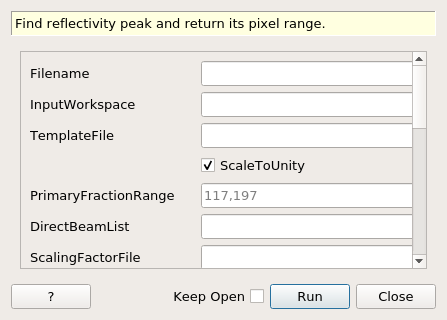 Find reflectivity peak and return its pixel range.
Filename
InputWorkspace
TemplateFile
ScaleToUnity
PrimaryFractionRange 117,197
DirectBeamList
ScalingFactorFile
? Keep Open Run Close